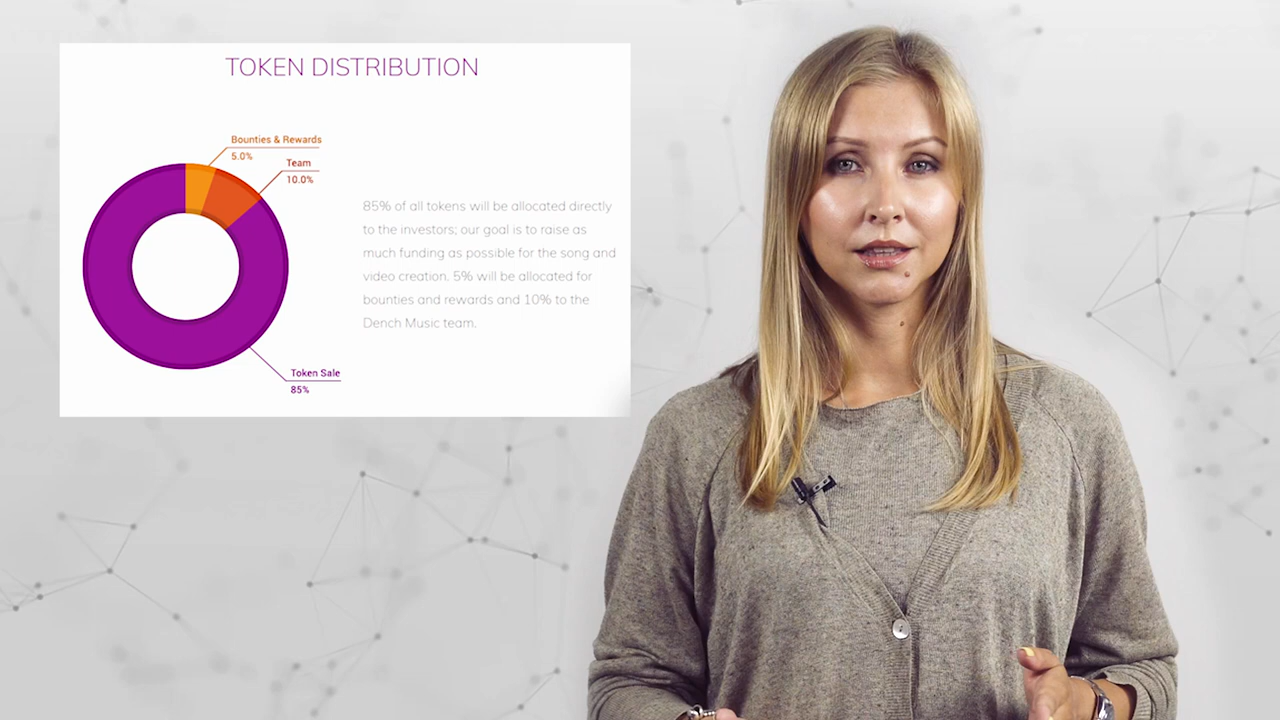 TOKEN DISTRIBUTION
Bounties & Rewards
5.0%
Team
10.0%
85% of all tokens will be allocated directly
to the investors; our goal is to raise as
much funding as possible for the song and
video creation. 5% will be allocated for
bounties and rewards and 10% to the
Dench Music team.
Token Sale
85%